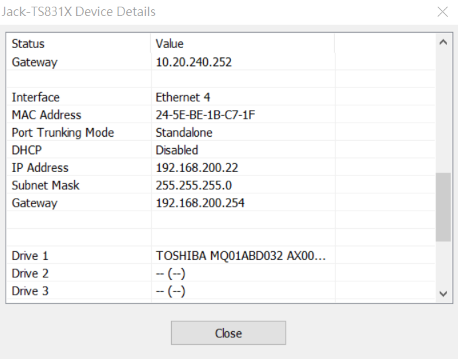 Jack-TS831X Device Details
Status Value
Gateway 10.20.240.252
Interface Ethernet 4
MAC Address 24-5E-BE-1B-C7-1F
Port Trunking Mode Standalone
DHCP Disabled
IP Address 192.168.200.22
Subnet Mask 255.255.255.0
Gateway 192.168.200.254
Drive 1 TOSHIBA MQ01ABD032 AX00...
Drive 2 -- (--)
Drive 3 -- (--)
Close